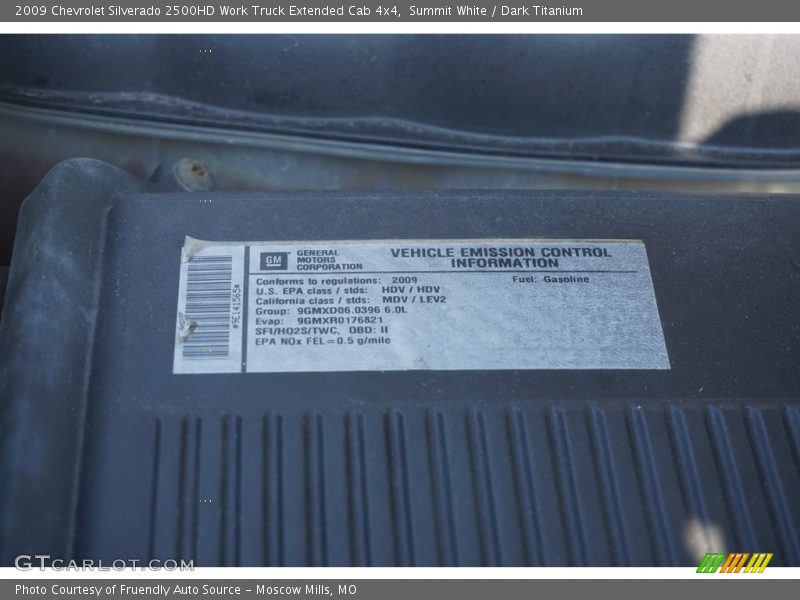 2009 Chevrolet Silverado 2500HD Work Truck Extended Cab 4x4, Summit White / Dark Titanium
GM
GENERAL
MOTORS
CORPORATION
VEHICLE EMISSION CONTROL
INFORMATION
Conforms to regulations: 2009
Fuel: Gasoline
U.S. EPA class / stds: HDV / HDV
California class / stds: MDV / LEV2
Group: 9GMXD06.0396 6.0L
Evap: 9GMXR0176821
SFI/HO2S/TWC, OBD: II
EPA NOx FEL=0.5 g/mile
*9E141565*
GTCARLOT.COM
Photo Courtesy of Fruendly Auto Source – Moscow Mills, MO